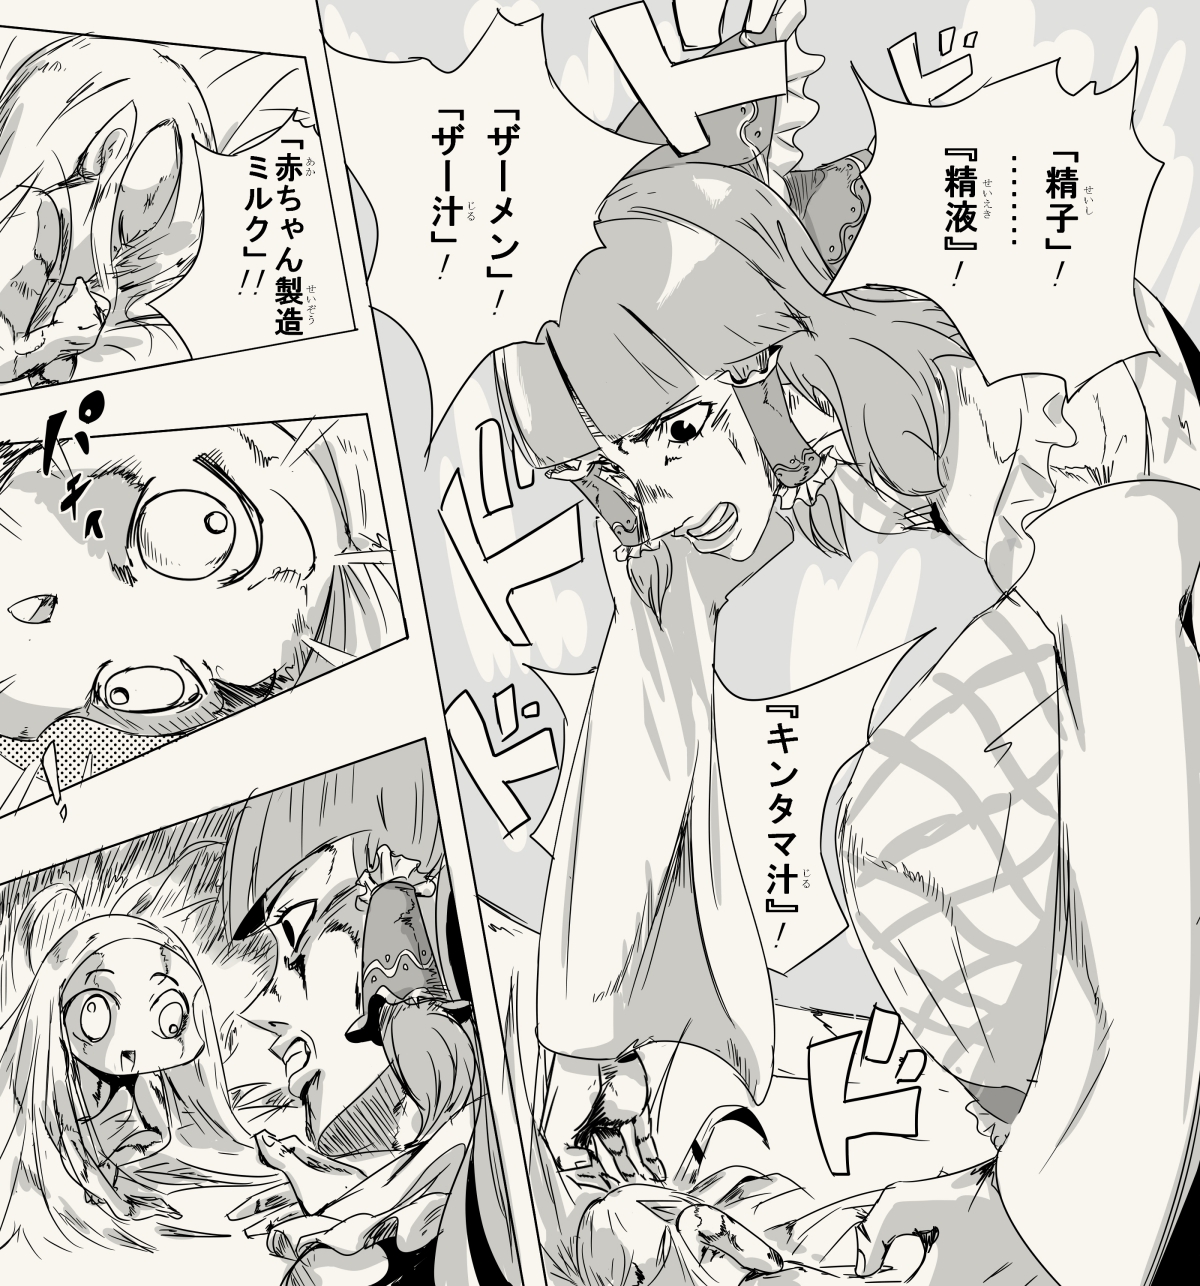 「精子」！
………
『精液』！
「ザーメン」！
「ザー汁」！
『キンタマ汁』！
「赤ちゃん製造
ミルク」！！
ド
ド
ド
ド
ド
パ
チィ
！